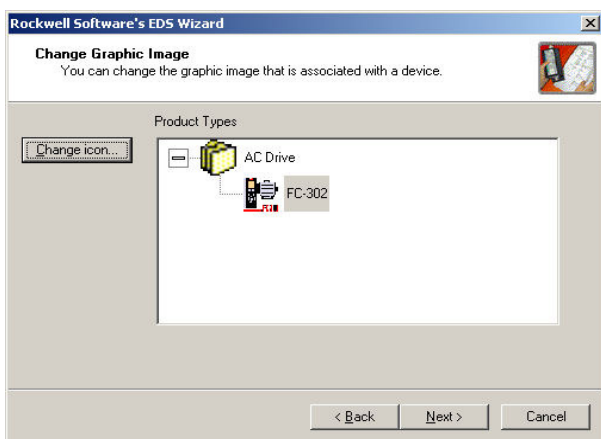 Rockwell Software's EDS Wizard
Change Graphic Image
You can change the graphic image that is associated with a device.
Product Types
Change icon...
AC Drive
FC-302
< Back
Next >
Cancel